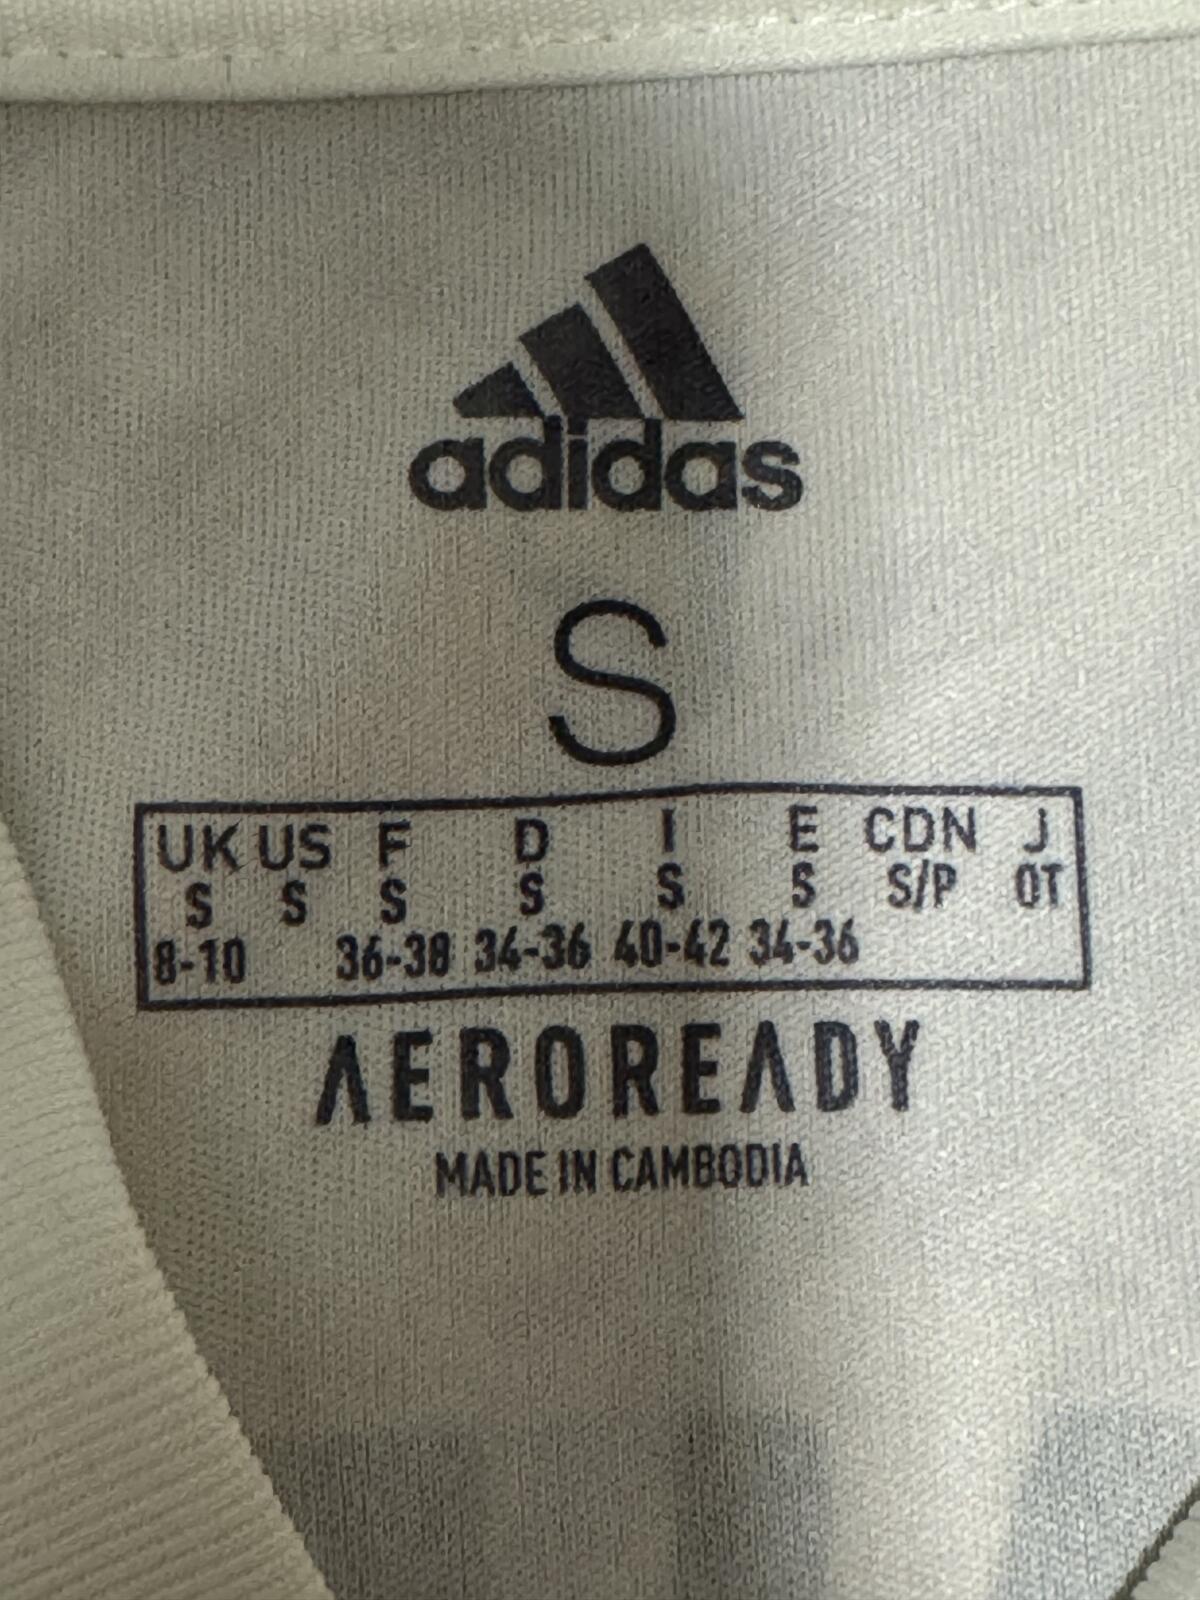 adidas
S
UK US F D I E CDN J
S S S S S S S/P OT
8-10 36-38 34-36 40-42 34-36
AEROREADY
MADE IN CAMBODIA